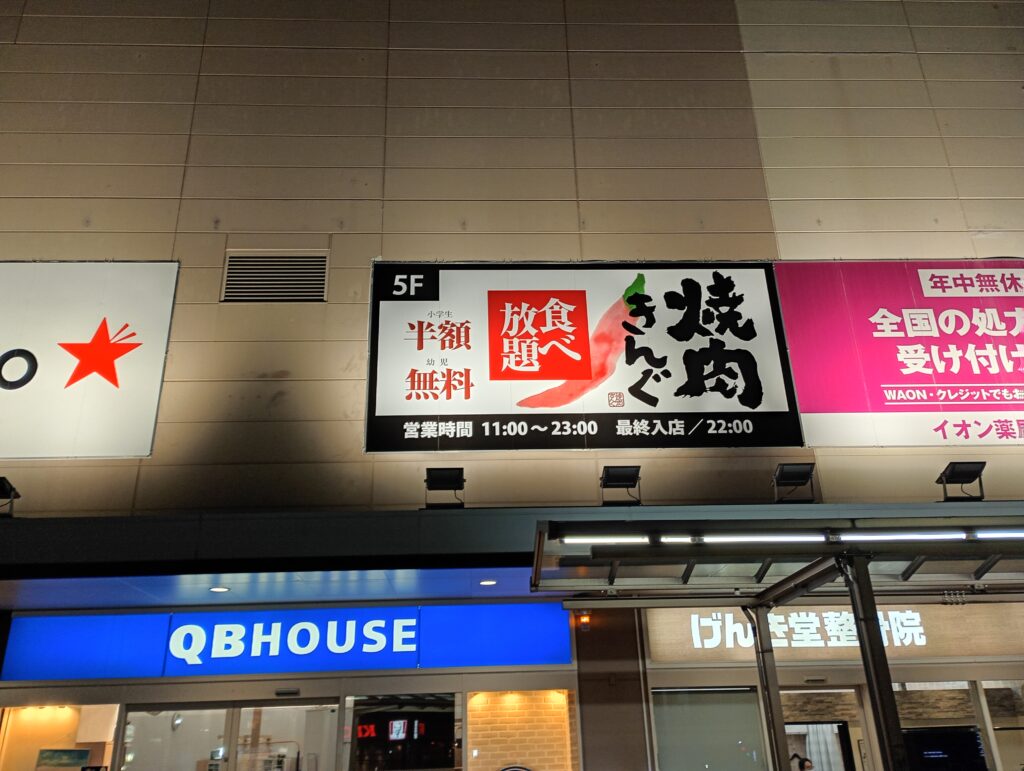 o
5F
小学生
半額
幼児
無料
食べ
放題
焼肉
きんぐ
営業時間 11:00～23:00 最終入店／22:00
年中無休
全国の処
受け付け
WAON・クレジットでもお
イオン薬
QBHOUSE
げんき堂整骨院